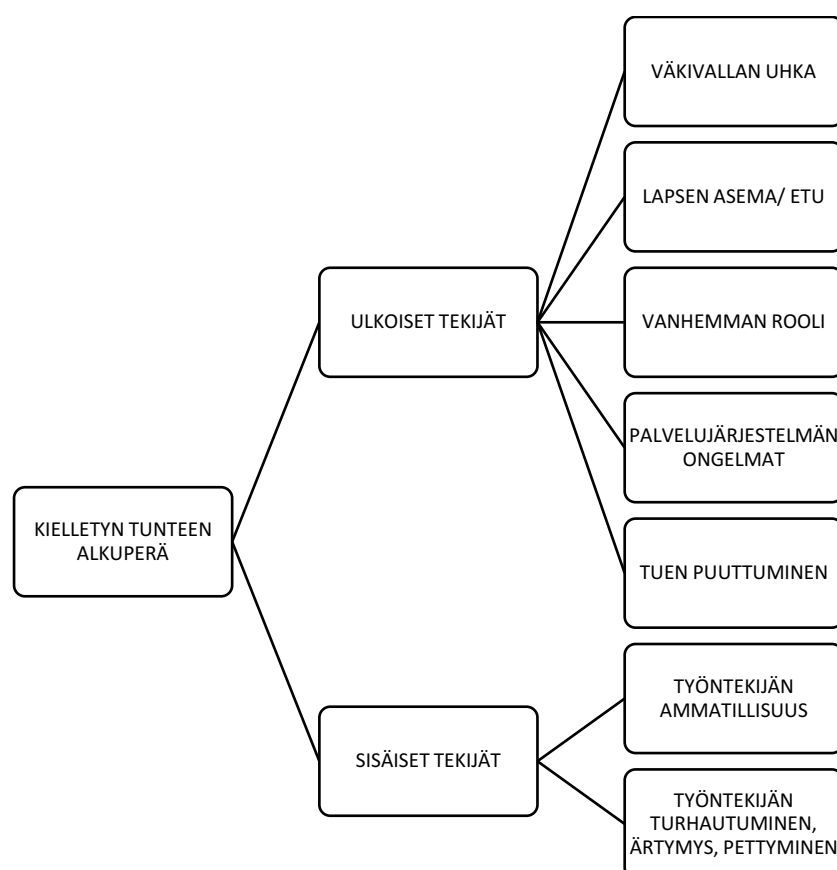 KIELLETYN TUNTEEN
ALKUPERÄ
ULKOISET TEKIJÄT
VÄKIVALLAN UHKA
LAPSEN ASEMA/ ETU
VANHEMMAN ROOLI
PALVELUJÄRJESTELMÄN
ONGELMAT
TUEN PUUTTUMINEN
SISÄISET TEKIJÄT
TYÖNTEKIJÄN
AMMATILLISUUS
TYÖNTEKIJÄN
TURHAUTUMINEN,
ÄRTYMYS, PETTYMINEN